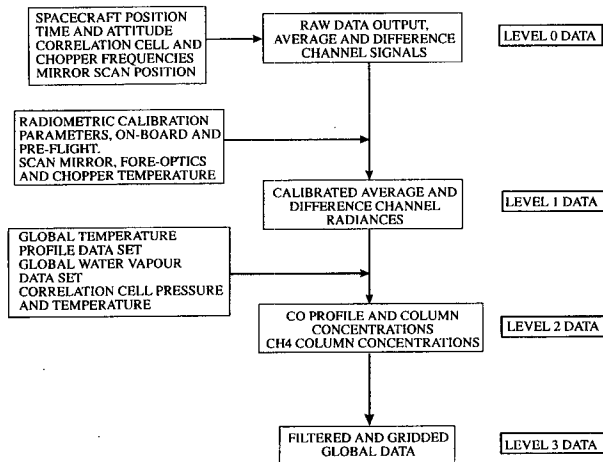 SPACECRAFT POSITION
TIME AND ATTITUDE
CORRELATION CELL AND
CHOPPER FREQUENCIES
MIRROR SCAN POSITION
RAW DATA OUTPUT,
AVERAGE AND DIFFERENCE
CHANNEL SIGNALS
LEVEL 0 DATA
RADIOMETRIC CALIBRATION
PARAMETERS, ON-BOARD AND
PRE-FLIGHT.
SCAN MIRROR, FORE-OPTICS
AND CHOPPER TEMPERATURE
CALIBRATED AVERAGE AND
DIFFERENCE CHANNEL
RADIANCES
LEVEL 1 DATA
GLOBAL TEMPERATURE
PROFILE DATA SET
GLOBAL WATER VAPOUR
DATA SET
CORRELATION CELL PRESSURE
AND TEMPERATURE
CO PROFILE AND COLUMN
CONCENTRATIONS
CH4 COLUMN CONCENTRATIONS
LEVEL 2 DATA
FILTERED AND GRIDDED
GLOBAL DATA
LEVEL 3 DATA